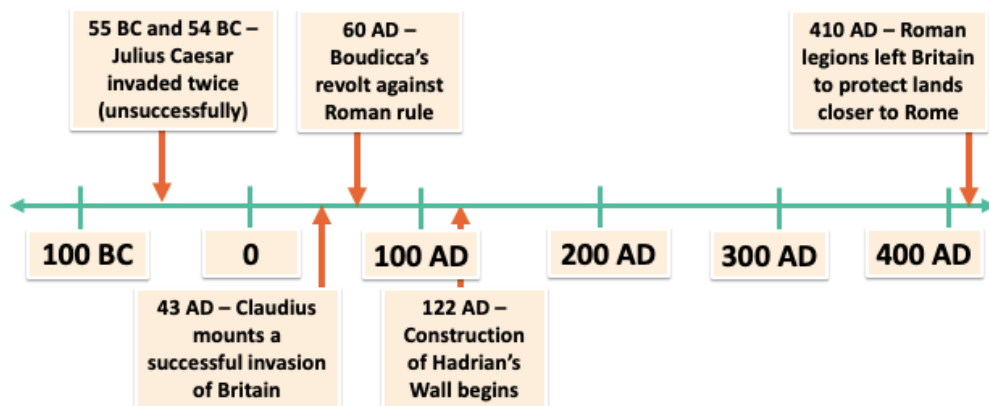 55 BC and 54 BC –
Julius Caesar
invaded twice
(unsuccessfully)
60 AD –
Boudicca’s
revolt against
Roman rule
410 AD – Roman
legions left Britain
to protect lands
closer to Rome
100 BC
0
100 AD
200 AD
300 AD
400 AD
43 AD – Claudius
mounts a
successful invasion
of Britain
122 AD –
Construction
of Hadrian’s
Wall begins